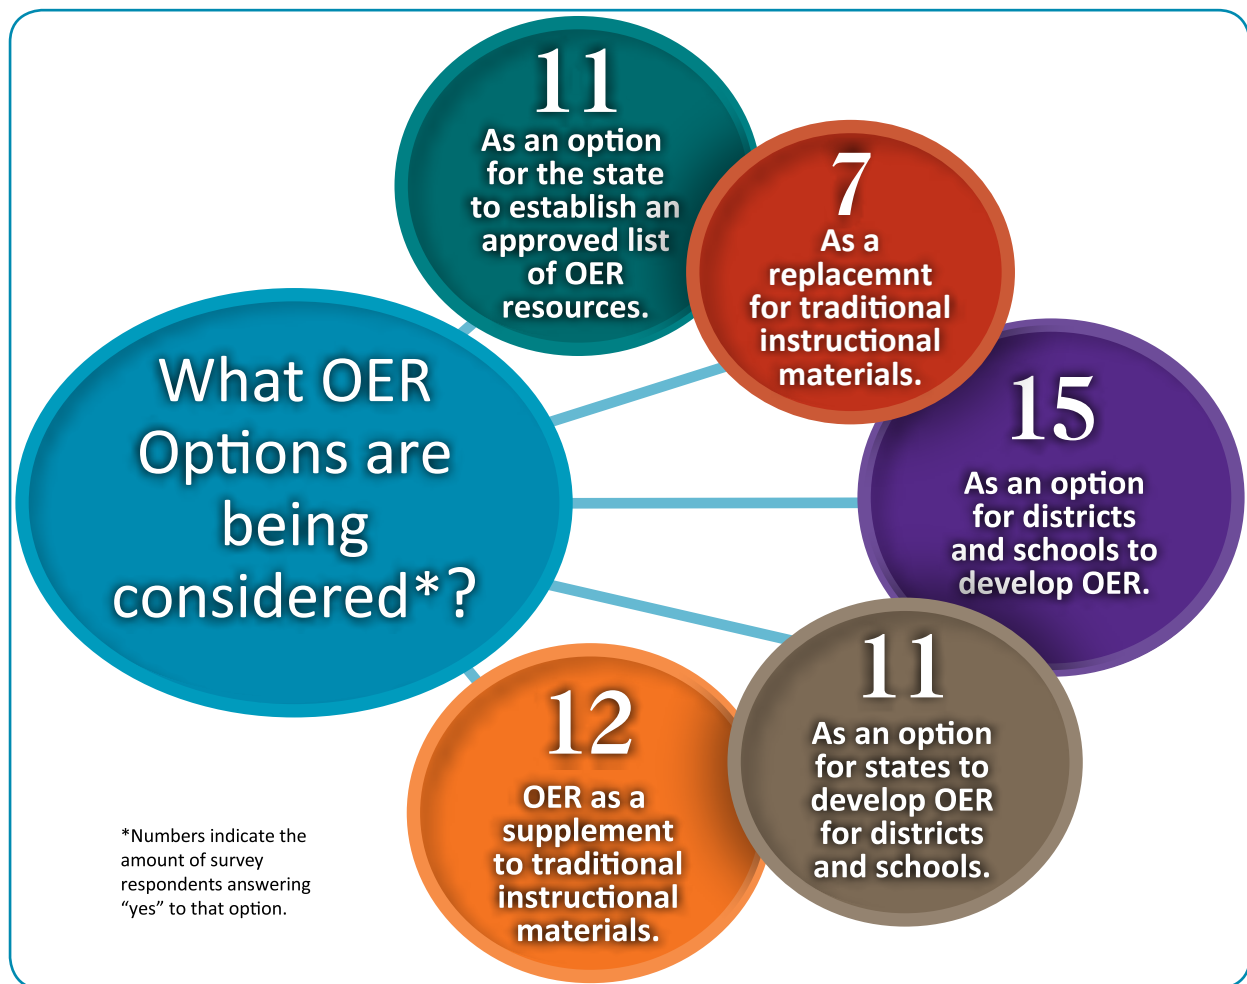 What OER
Options are
being
considered*?
11
As an option
for the state
to establish an
approved list
of OER
resources.
7
As a
replacemnt
for traditional
instructional
materials.
15
As an option
for districts
and schools to
develop OER.
11
As an option
for states to
develop OER
for districts
and schools.
12
OER as a
supplement
to traditional
instructional
materials.
*Numbers indicate the
amount of survey
respondents answering
“yes” to that option.